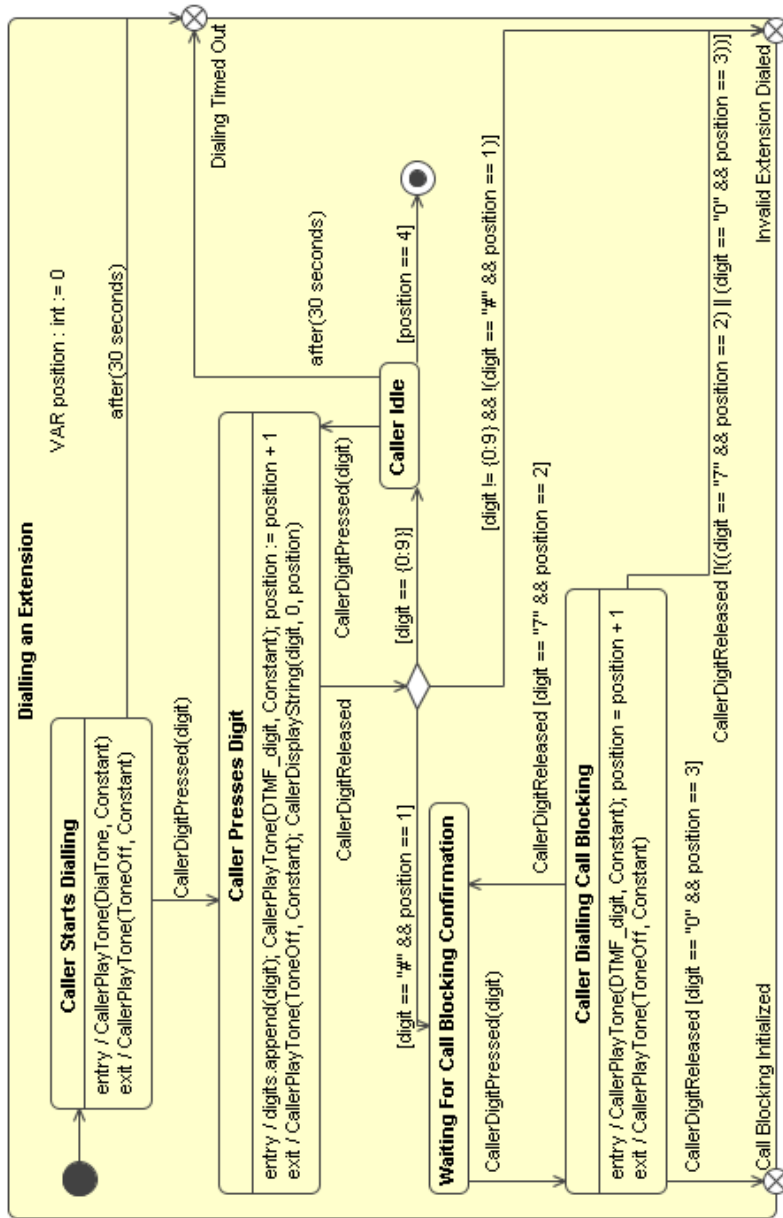 Dialling an Extension
VAR position : int := 0
Caller Starts Dialling
entry / CallerPlayTone(DialTone, Constant)
exit / CallerPlayTone(ToneOff, Constant)
after(30 seconds)
CallerDigitPressed(digit)
Dialing Timed Out
Caller Presses Digit
entry / digits.append(digit); CallerPlayTone(DTMF_digit, Constant); position := position + 1
exit / CallerPlayTone(ToneOff, Constant); CallerDisplayString(digit, 0, position)
after(30 seconds)
CallerDigitPressed(digit)
Caller Idle
[position == 4]
CallerDigitReleased
[digit == {0:9}]
[digit == "#" && position == 1]
[digit != {0:9} && !(digit == "#" && position == 1)]
Waiting For Call Blocking Confirmation
CallerDigitReleased [digit == "7" && position == 2]
CallerDigitPressed(digit)
Caller Dialling Call Blocking
entry / CallerPlayTone(DTMF_digit, Constant); position = position + 1
exit / CallerPlayTone(ToneOff, Constant)
CallerDigitReleased [digit == "0" && position == 3]
CallerDigitReleased [!((digit == "7" && position == 2) || (digit == "0" && position == 3))]
Call Blocking Initialized
Invalid Extension Dialed